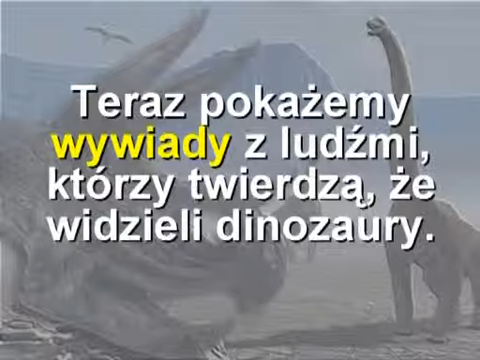 Teraz pokażemy
wywiady z ludźmi,
którzy twierdzą, że
widzieli dinozaury.